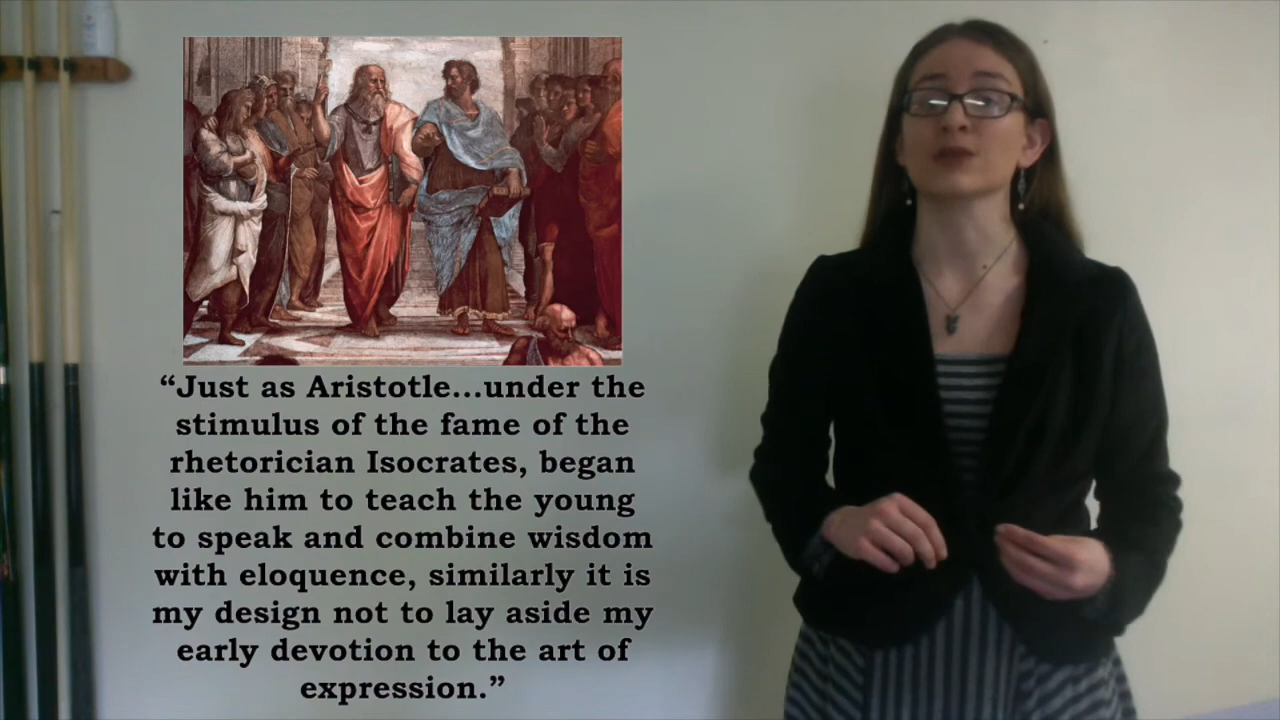 “Just as Aristotle...under the
stimulus of the fame of the
rhetorician Isocrates, began
like him to teach the young
to speak and combine wisdom
with eloquence, similarly it is
my design not to lay aside my
early devotion to the art of
expression.”